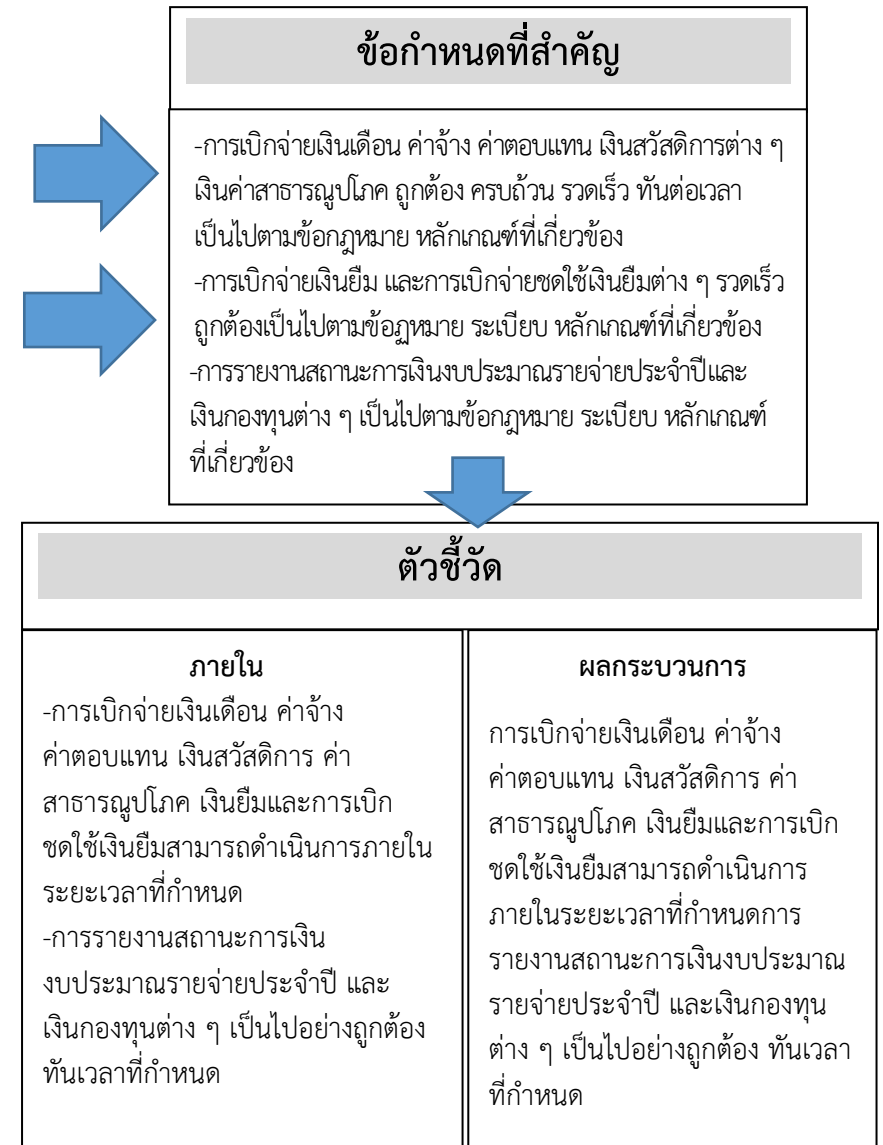 ข้อกำหนดที่สำคัญ
-การเบิกจ่ายเงินเดือน ค่าจ้าง ค่าตอบแทน เงินสวัสดิการต่าง ๆ
เงินค่าสาธารณูปโภค ถูกต้อง ครบถ้วน รวดเร็ว ทันต่อเวลา
เป็นไปตามข้อกฎหมาย หลักเกณฑ์ที่เกี่ยวข้อง
-การเบิกจ่ายเงินยืม และการเบิกจ่ายชดใช้เงินยืมต่าง ๆ รวดเร็ว
ถูกต้องเป็นไปตามข้อฏหมาย ระเบียบ หลักเกณฑ์ที่เกี่ยวข้อง
-การรายงานสถานะการเงินงบประมาณรายจ่ายประจำปีและ
เงินกองทุนต่าง ๆ เป็นไปตามข้อกฎหมาย ระเบียบ หลักเกณฑ์
ที่เกี่ยวข้อง
ตัวชี้วัด
ภายใน
-การเบิกจ่ายเงินเดือน ค่าจ้าง
ค่าตอบแทน เงินสวัสดิการ ค่า
สาธารณูปโภค เงินยืมและการเบิก
ชดใช้เงินยืมสามารถดำเนินการภายใน
ระยะเวลาที่กำหนด
-การรายงานสถานะการเงิน
งบประมาณรายจ่ายประจำปี และ
เงินกองทุนต่าง ๆ เป็นไปอย่างถูกต้อง
ทันเวลาที่กำหนด
ผลกระบวนการ
การเบิกจ่ายเงินเดือน ค่าจ้าง
ค่าตอบแทน เงินสวัสดิการ ค่า
สาธารณูปโภค เงินยืมและการเบิก
ชดใช้เงินยืมสามารถดำเนินการ
ภายในระยะเวลาที่กำหนดการ
รายงานสถานะการเงินงบประมาณ
รายจ่ายประจำปี และเงินกองทุน
ต่าง ๆ เป็นไปอย่างถูกต้อง ทันเวลา
ที่กำหนด